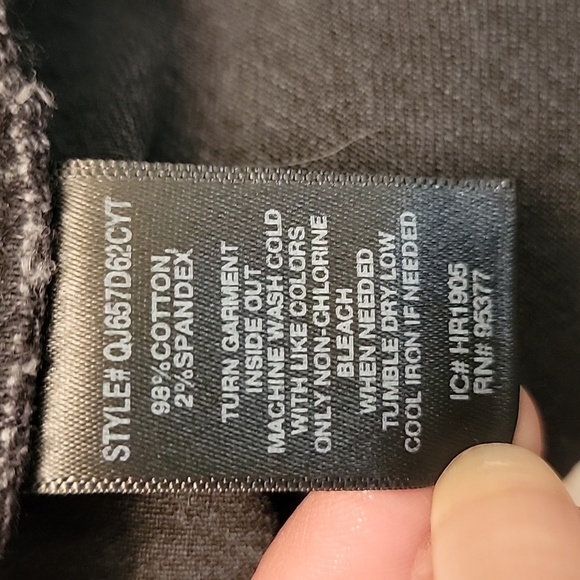 STYLE# QJ657D62CYT
98%COTTON
2%SPANDEX
TURN GARMENT
INSIDE OUT
MACHINE WASH COLD
WITH LIKE COLORS
ONLY NON-CHLORINE
BLEACH
WHEN NEEDED
TUMBLE DRY LOW
COOL IRON IF NEEDED
IC# HR1905
RN# 95377